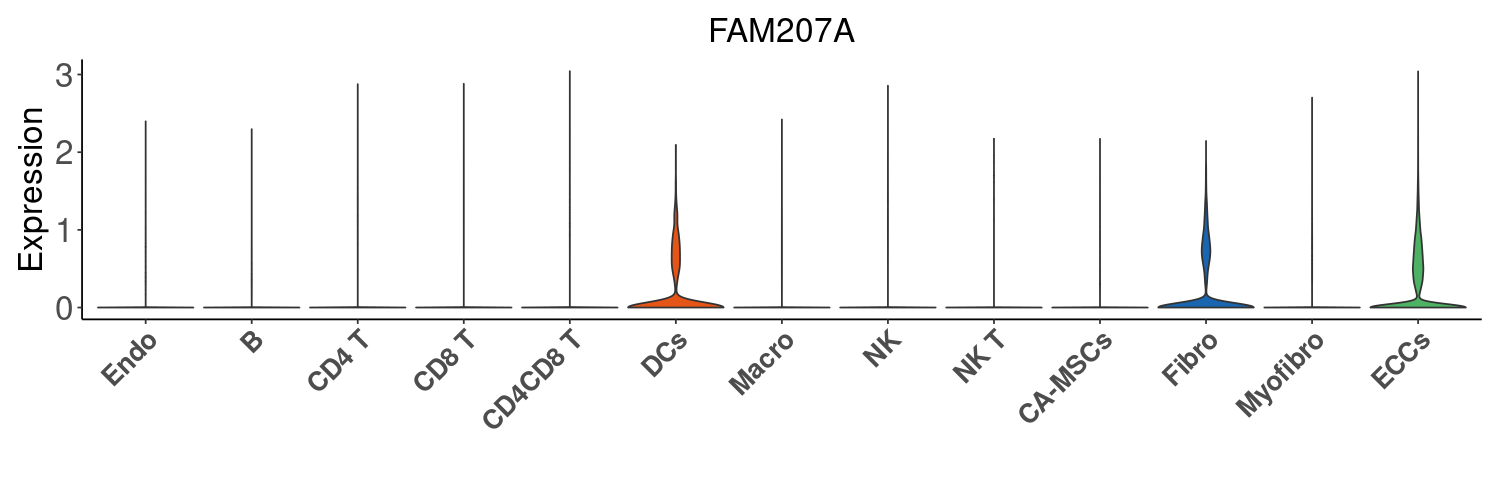 FAM207A
Expression
3
2
1
0
Endo
B
CD4 T
CD8 T
CD4CD8 T
DCs
Macro
NK
NK T
CA-MSCs
Fibro
Myofibro
ECCs